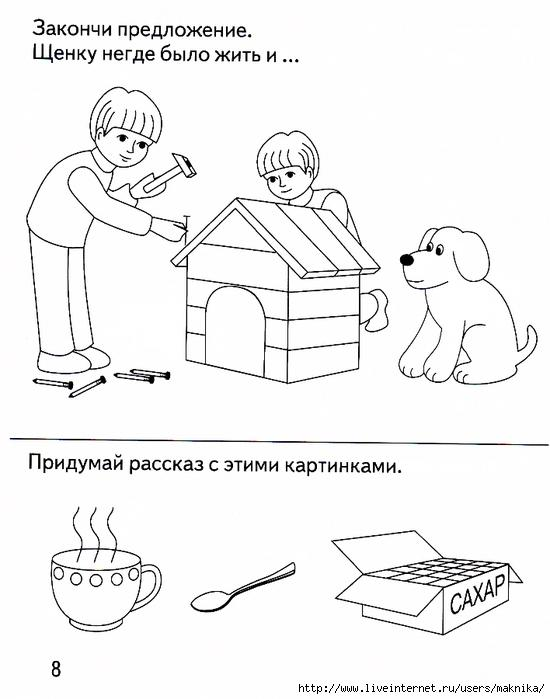 Закончи предложение.
Щенку негде было жить и ...
Придумай рассказ с этими картинками.
САХАР
8
http://www.liveinternet.ru/users/maknika/